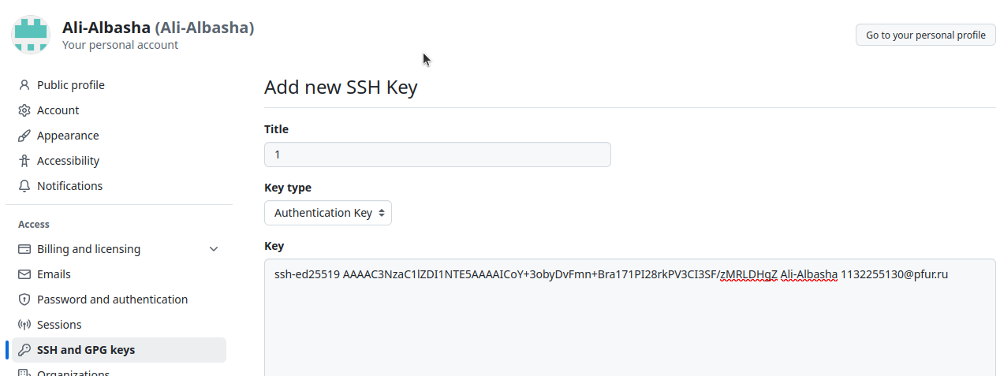 Ali-Albasha (Ali-Albasha)
Your personal account
Go to your personal profile
Public profile
Account
Appearance
Accessibility
Notifications
Access
Billing and licensing
Emails
Password and authentication
Sessions
SSH and GPG keys
Organizations
Add new SSH Key
Title
1
Key type
Authentication Key
Key
ssh-ed25519 AAAAC3NzaC1lZDI1NTE5AAAAICoY+3obyDvFmn+Bra171PI28rkPV3CI3SF/zMRLDHgZ Ali-Albasha 1132255130@pfur.ru